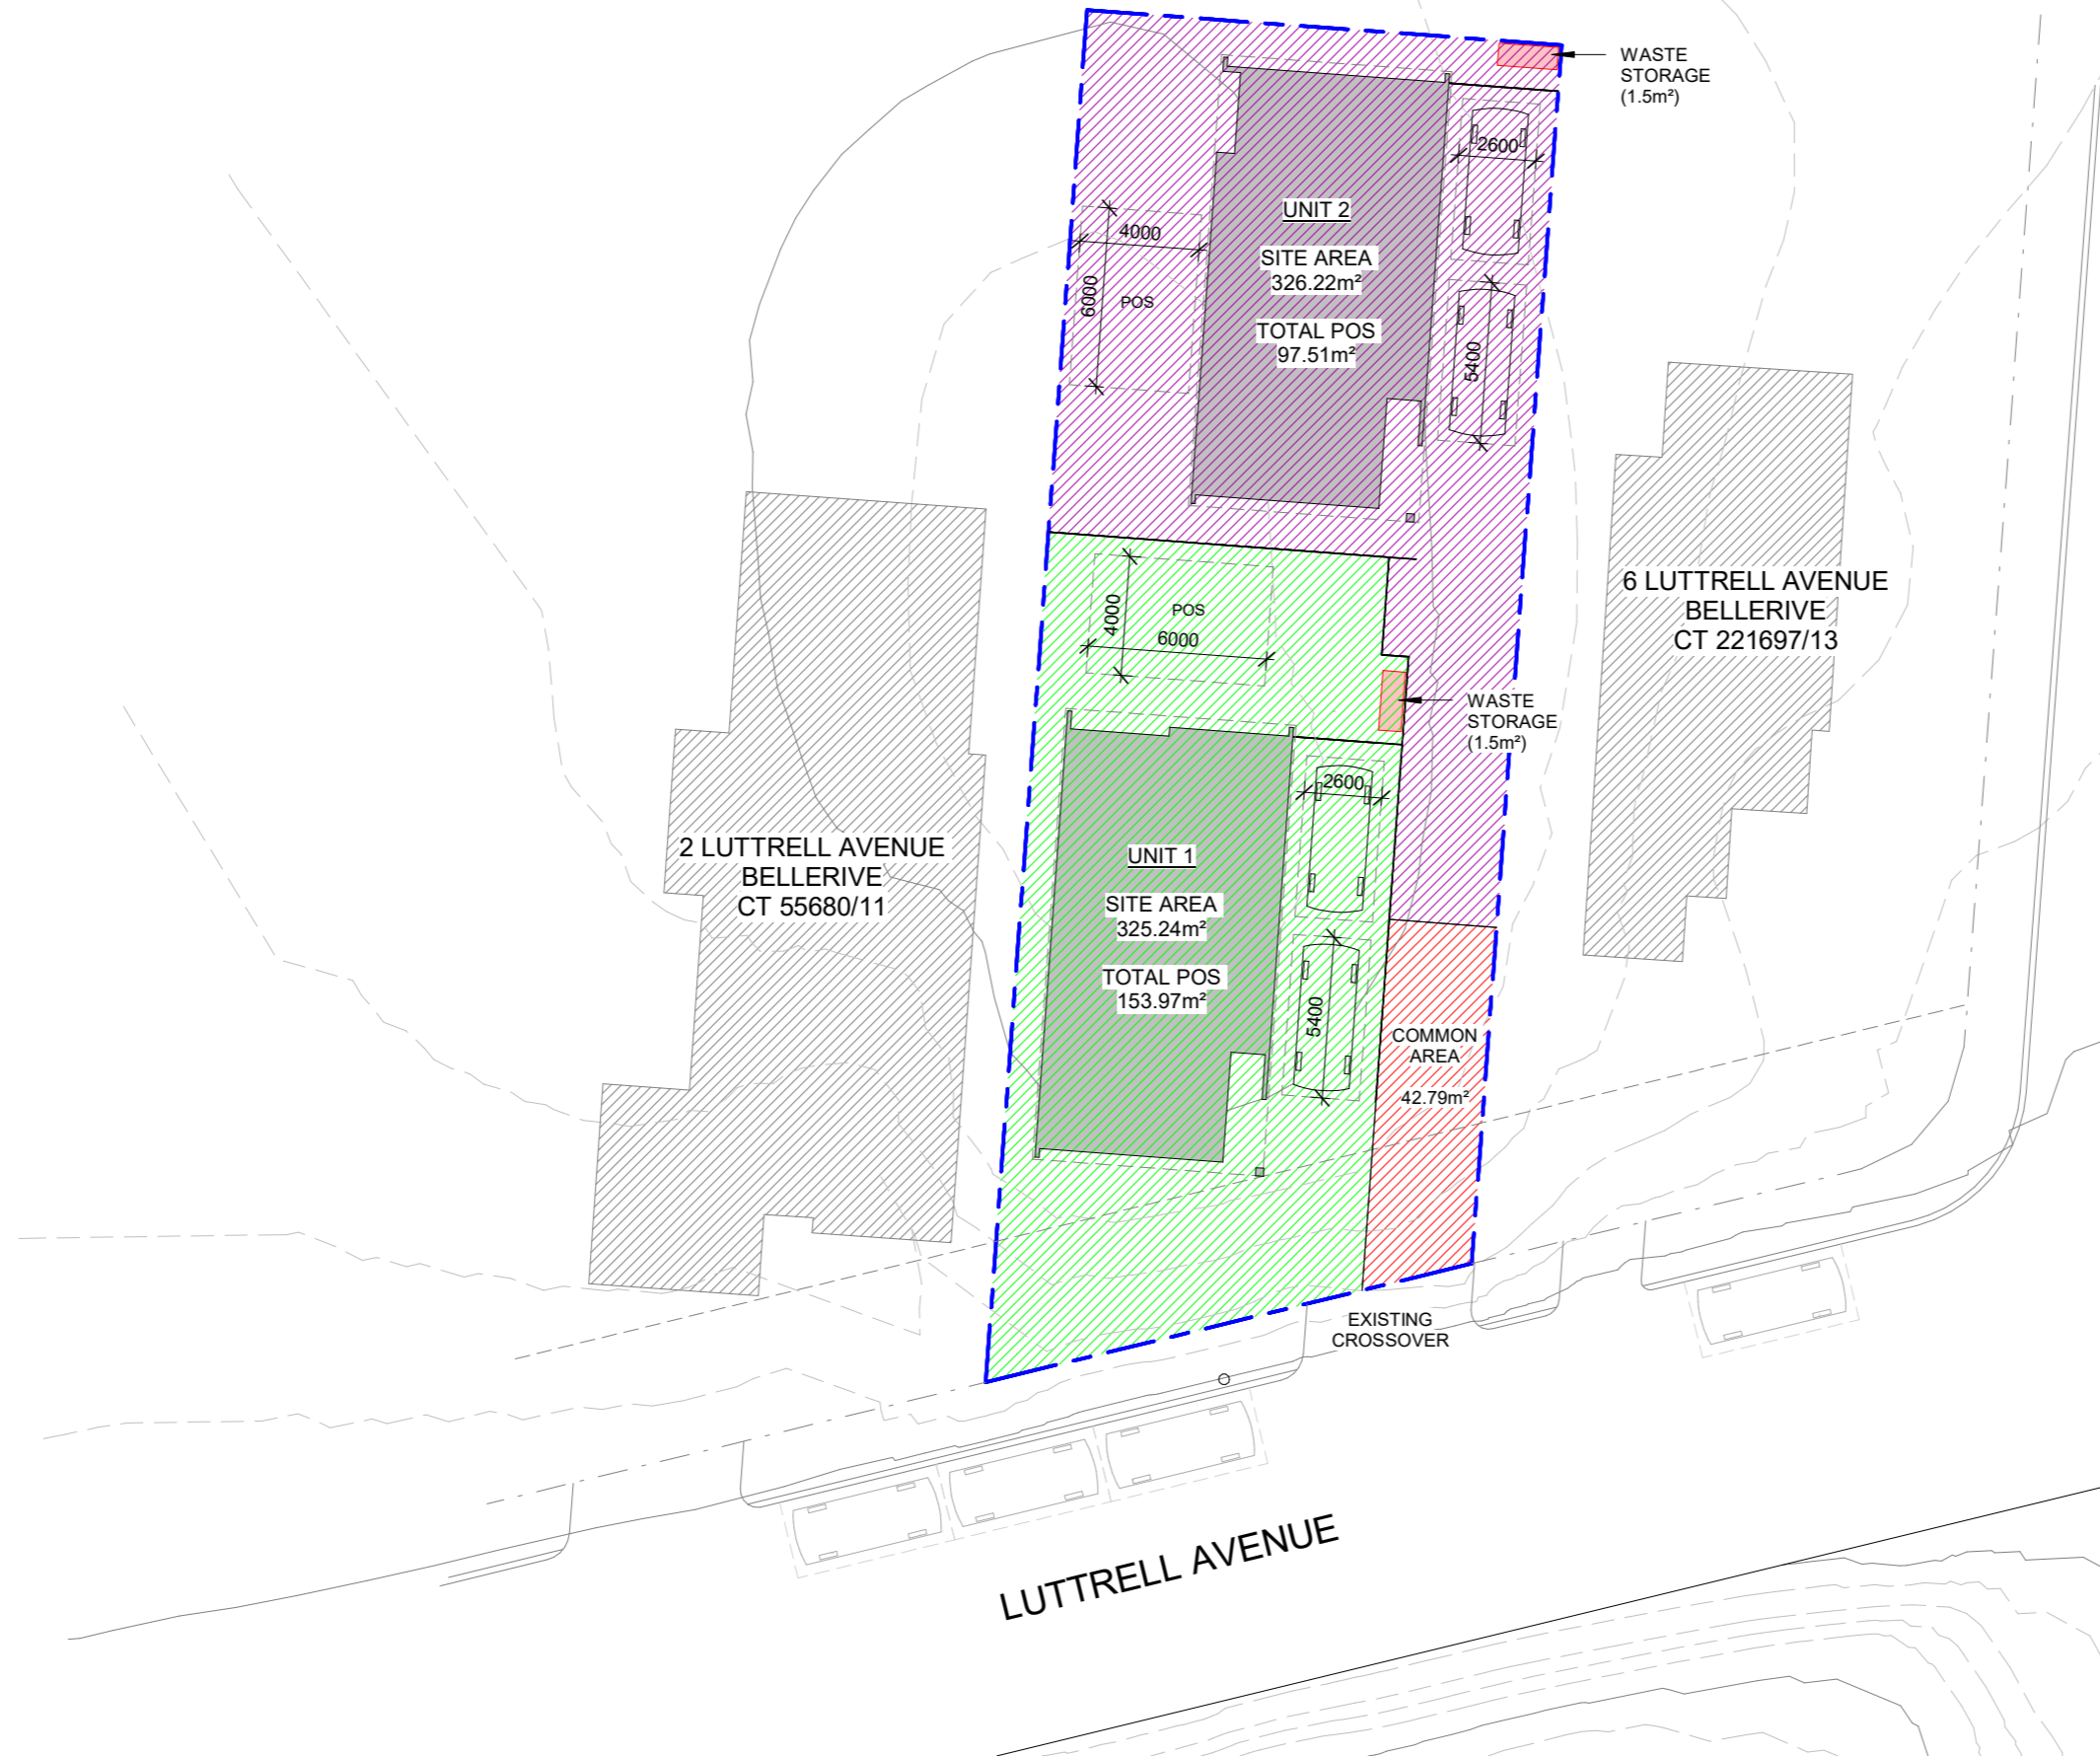 WASTE
STORAGE
(1.5m²)
2600
UNIT 2
4000
SITE AREA
326.22m²
6000
POS
TOTAL POS
97.51m²
5400
6 LUTTRELL AVENUE
BELLERIVE
CT 221697/13
4000
POS
6000
WASTE
STORAGE
(1.5m²)
2600
2 LUTTRELL AVENUE
BELLERIVE
CT 55680/11
UNIT 1
SITE AREA
325.24m²
TOTAL POS
153.97m²
5400
COMMON
AREA
42.79m²
EXISTING
CROSSOVER
LUTTRELL AVENUE